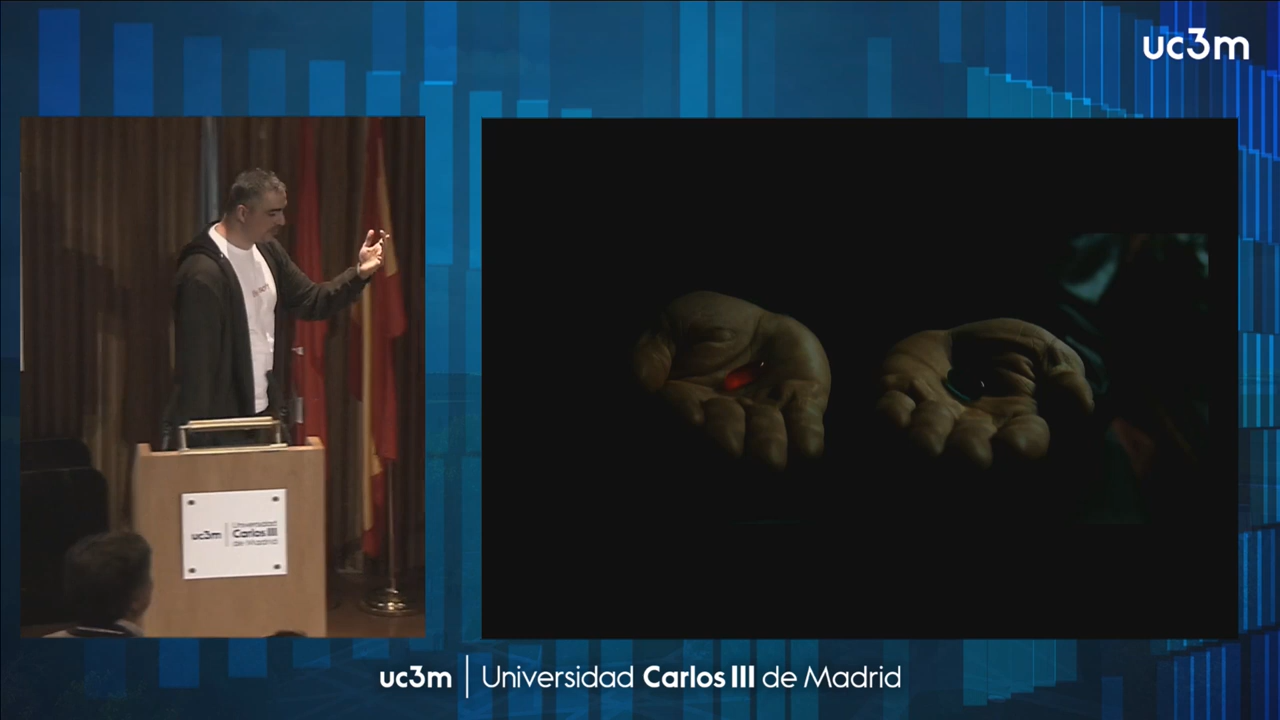 uc3m
uc3m
Universidad
Carlos III
de Madrid
uc3m | Universidad Carlos III de Madrid